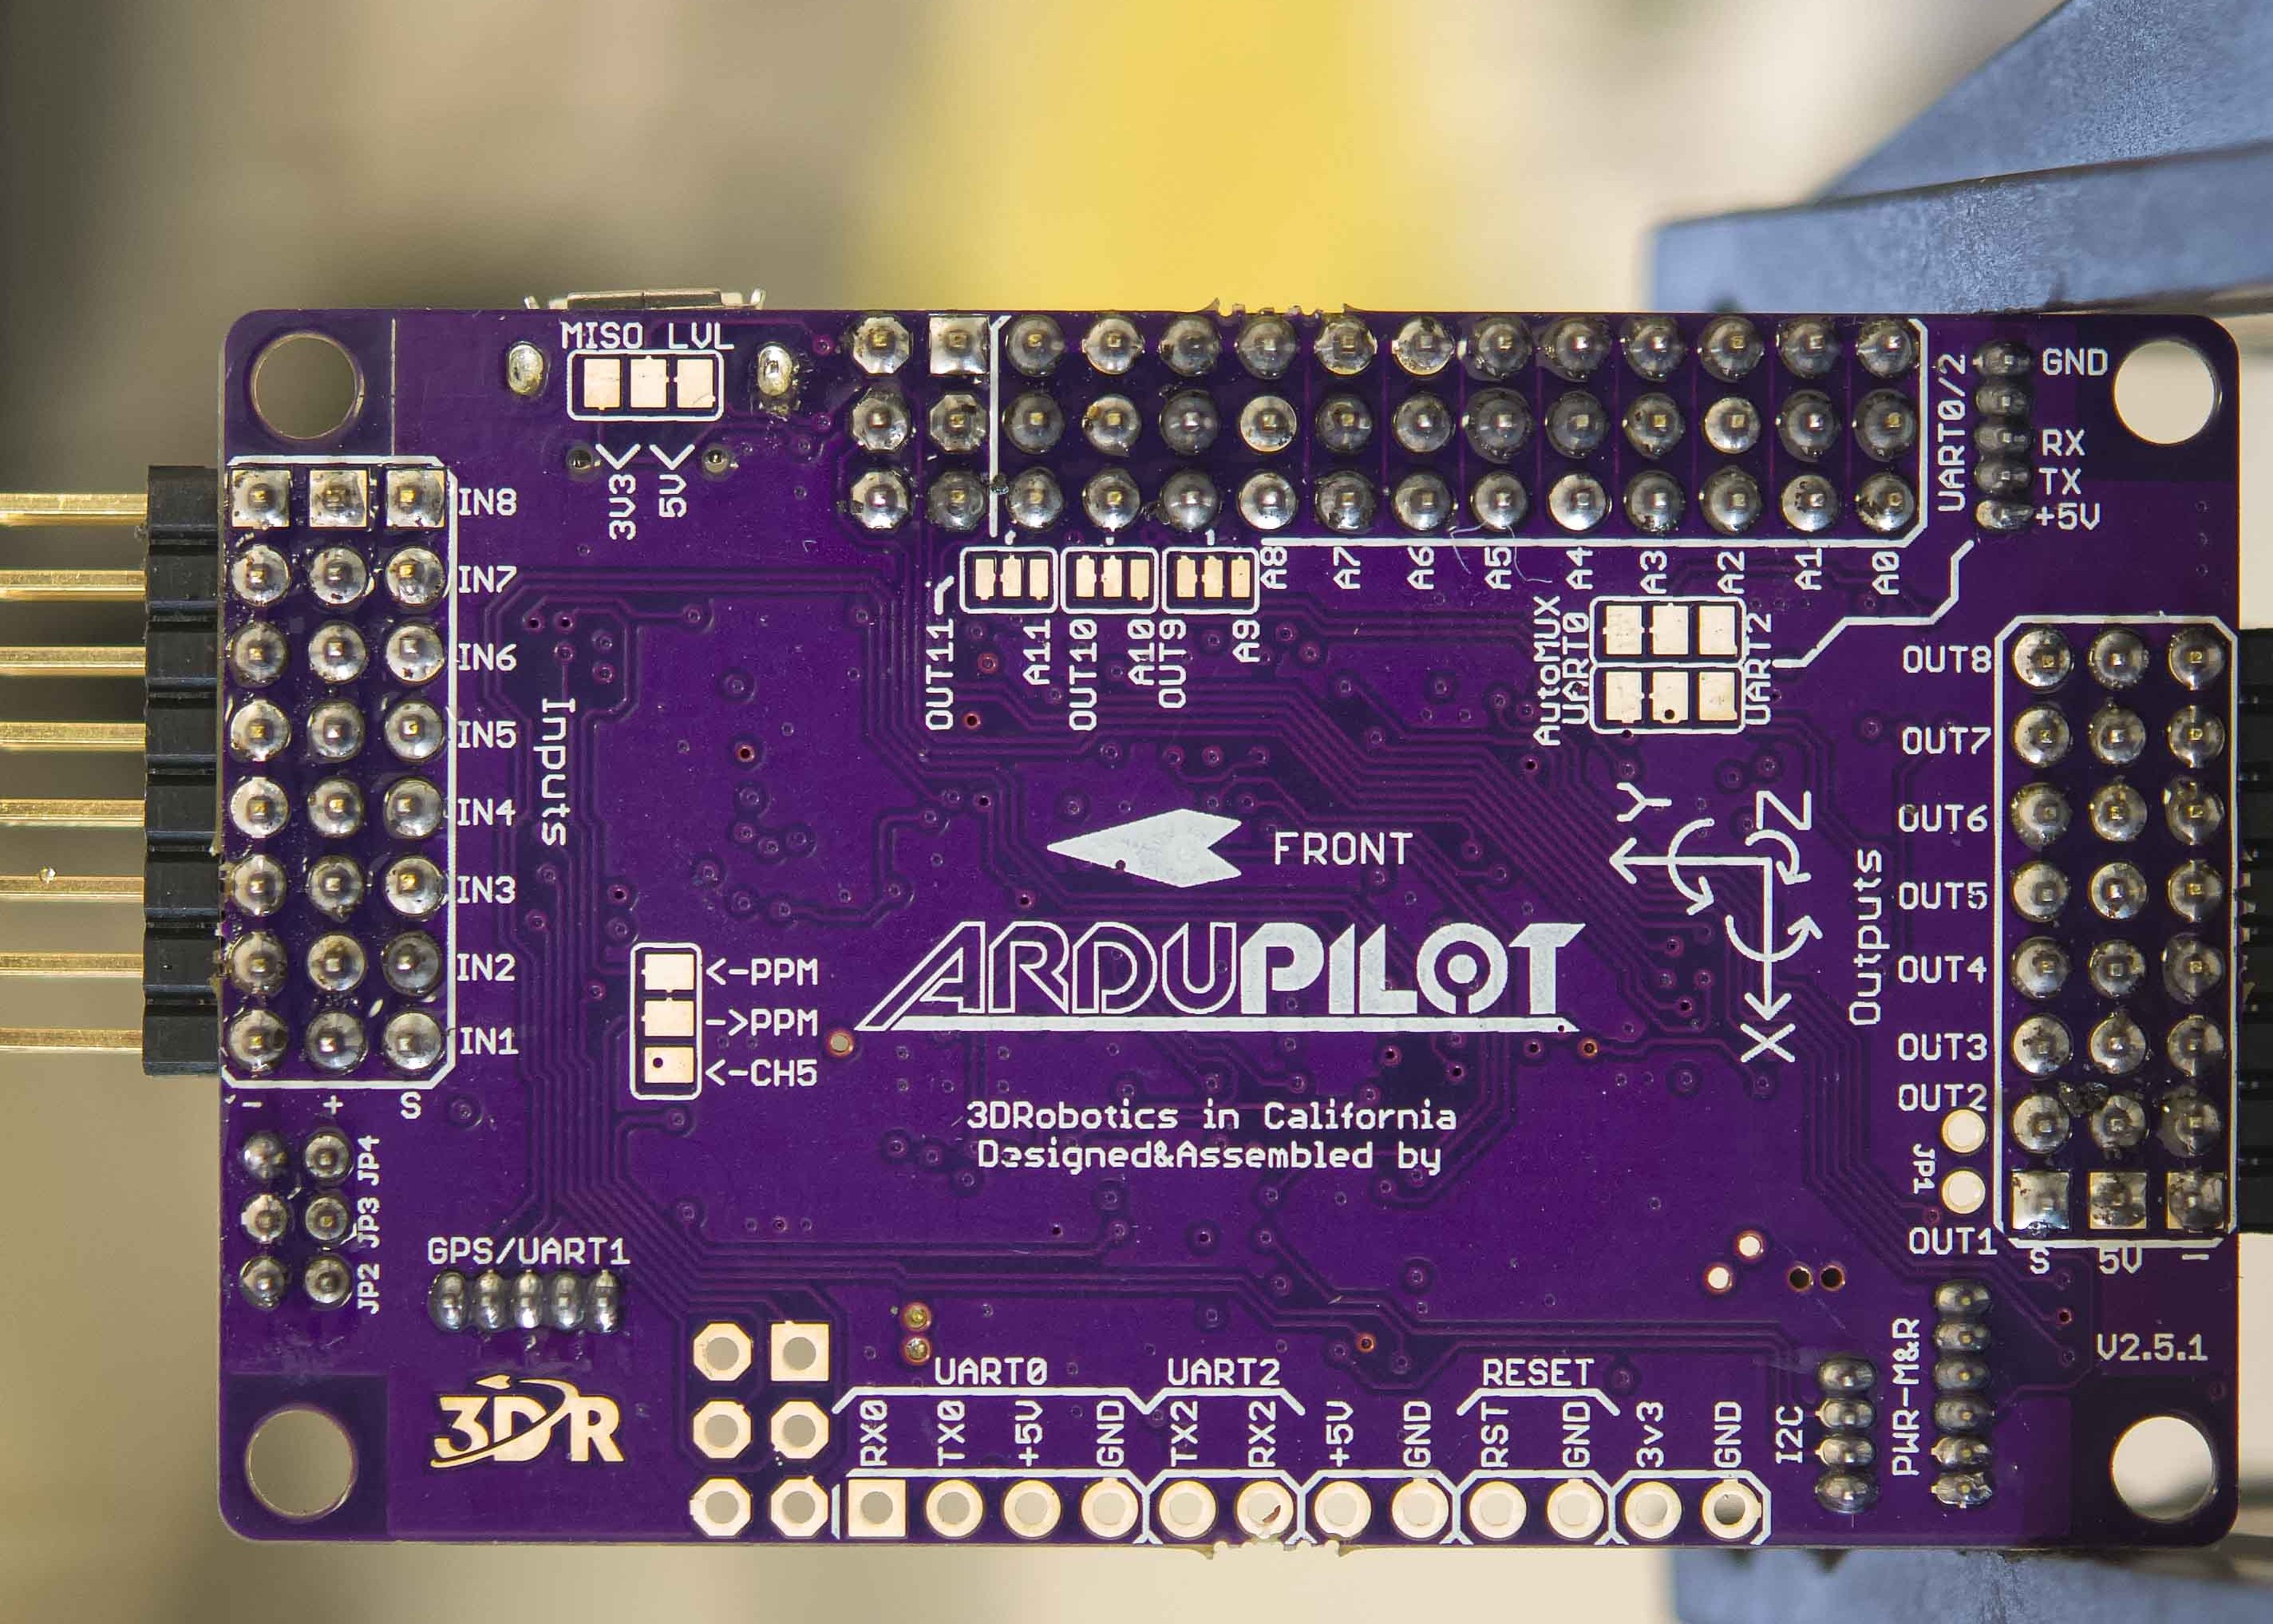 MISO LVL
3V3<
5V<
GND
UART0/2
RX
TX
+5V
IN8
IN7
IN6
IN5
IN4
IN3
IN2
IN1
Inputs
- + S
OUT11
A11
OUT10
A10
OUT9
A9
A8
A7
A6
A5
A4
A3
A2
A1
A0
AutoMUX
UART0
UART2
OUT8
OUT7
OUT6
OUT5
OUT4
OUT3
OUT2
OUT1
Outputs
JP1
S 5V -
FRONT
Y
Z
X
ARDUPILOT
<-PPM
->PPM
<-CH5
3DRobotics in California
Designed&Assembled by
JP4
JP3
JP2
GPS/UART1
3DR
UART0
UART2
RESET
RX0
TX0
+5V
GND
TX2
RX2
+5V
GND
RST
GND
3v3
GND
I2C
PWR-M&R
V2.5.1